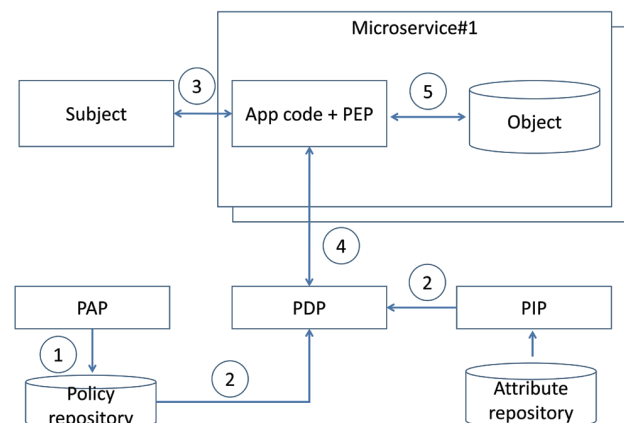 Microservice#1
3
5
Subject
App code + PEP
Object
4
2
PAP
PDP
PIP
1
2
Policy
repository
Attribute
repository